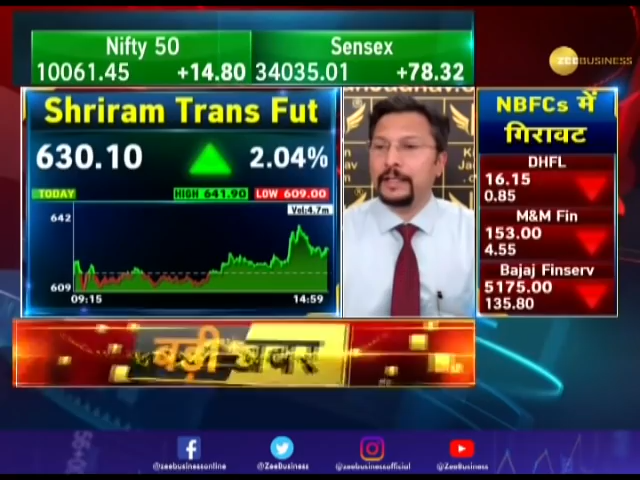 Nifty 50
10061.45 +14.80
Sensex
34035.01 +78.32
ZEEBUSINESS
Shriram Trans Fut
630.10 2.04%
TODAY HIGH 641.90 LOW 609.00
Vol:4.7m
642
609
09:15 14:59
NBFCs में
गिरावट
DHFL
16.15
0.85
M&M Fin
153.00
4.55
Bajaj Finserv
5175.00
135.80
बड़ी खबर
@zeebusinessonline
@ZeeBusiness
@zeebusinessofficial
@ZeeBusiness